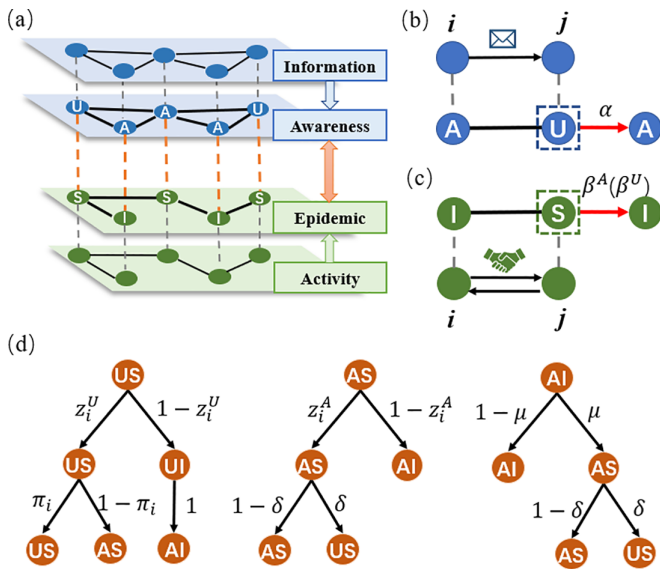 (a)
Information
U A A A U
Awareness
S I S I S
Epidemic
Activity
(b)
i j
A U α A
(c)
I S β^A(β^U) I
i j
(d)
US AS AI
z_i^U 1 − z_i^U z_i^A 1 − z_i^A 1 − μ μ
US UI AS AI AI AS
π_i 1 − π_i 1 1 − δ δ 1 − δ δ
US AS AI AS US AS US